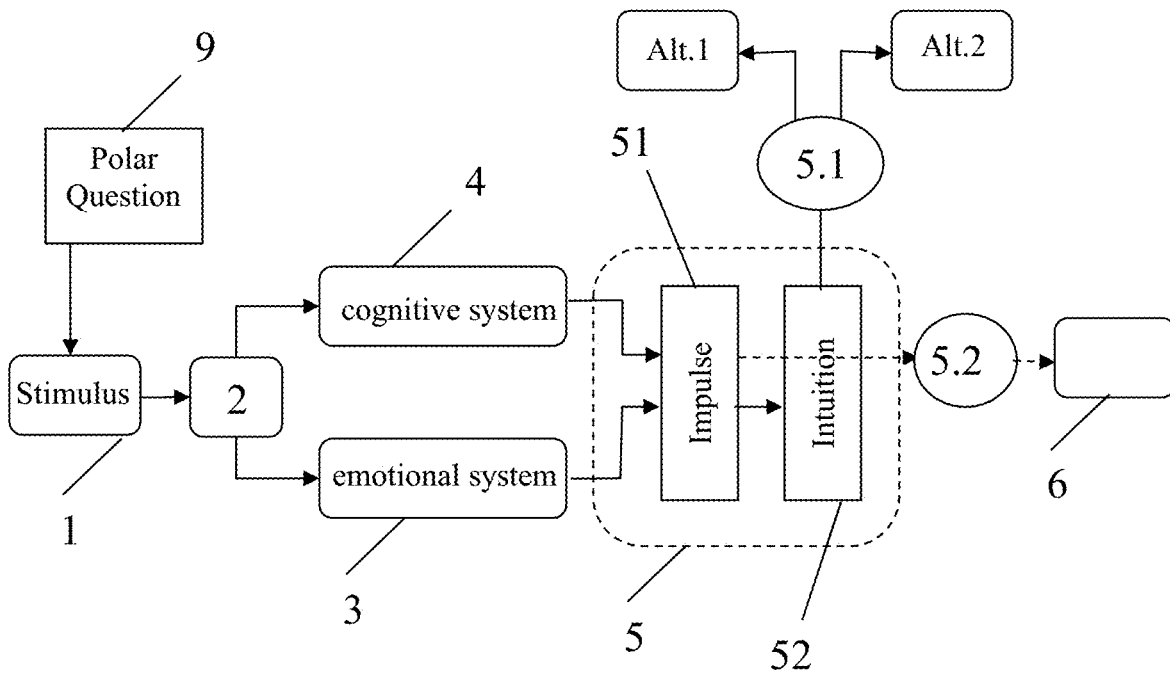 Alt.1
Alt.2
9
Polar
Question
51
5.1
4
cognitive system
Stimulus
2
Impulse
Intuition
5.2
emotional system
1
3
5
52
6